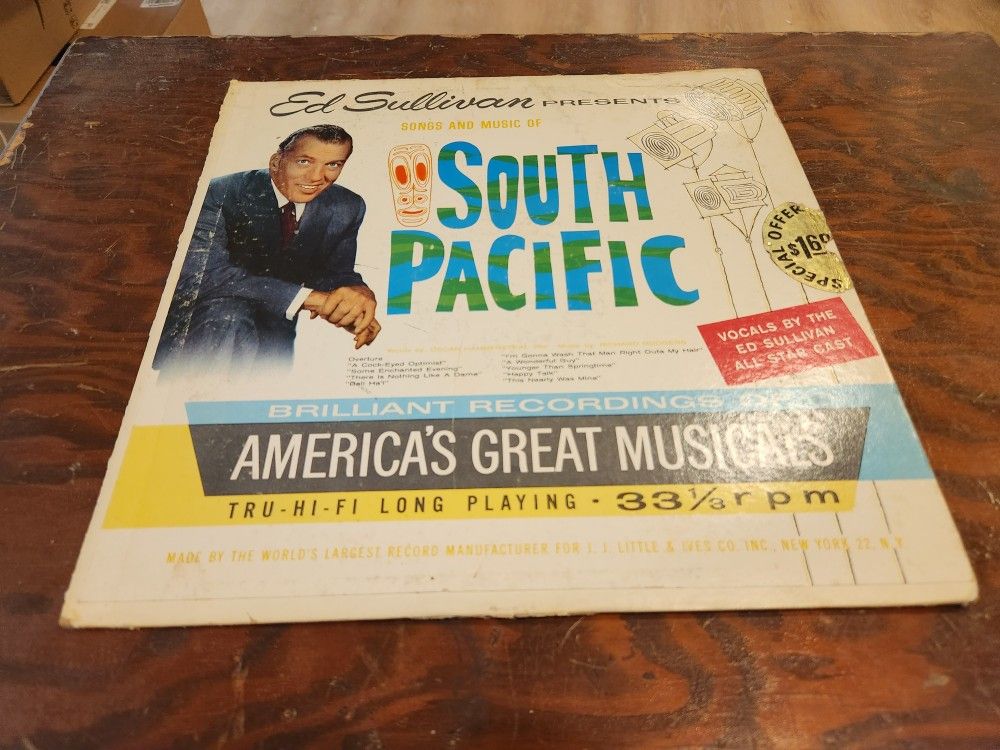 Ed Sullivan PRESENTS
SONGS AND MUSIC OF
SOUTH
PACIFIC
SPECIAL OFFER
$1.69
VOCALS BY THE
ED SULLIVAN
ALL STAR CAST
Overture
"A Cock-Eyed Optimist"
"Some Enchanted Evening"
"There Is Nothing Like A Dame"
"Bali Ha'i"
"I'm Gonna Wash That Man Right Outa My Hair"
"A Wonderful Guy"
"Younger Than Springtime"
"Happy Talk"
"This Nearly Was Mine"
BRILLIANT RECORDINGS OF
AMERICA'S GREAT MUSICALS
TRU-HI-FI LONG PLAYING • 33⅓ rpm
MADE BY THE WORLD'S LARGEST RECORD MANUFACTURER FOR J. J. LITTLE & IVES CO. INC., NEW YORK 22, N.Y.